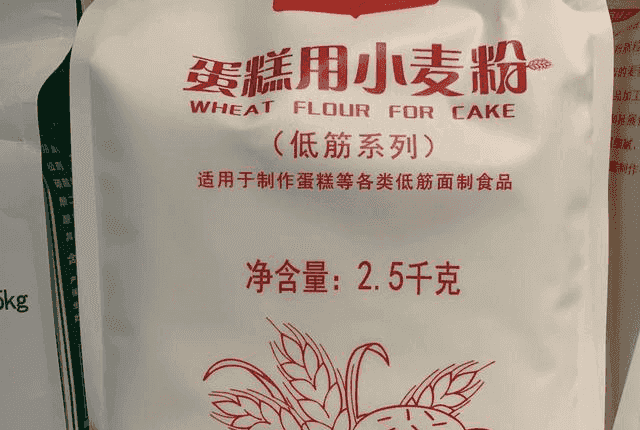 蛋糕用小麦粉
WHEAT FLOUR FOR CAKE
（低筋系列）
适用于制作蛋糕等各类低筋面制食品
净含量：2.5千克
kg